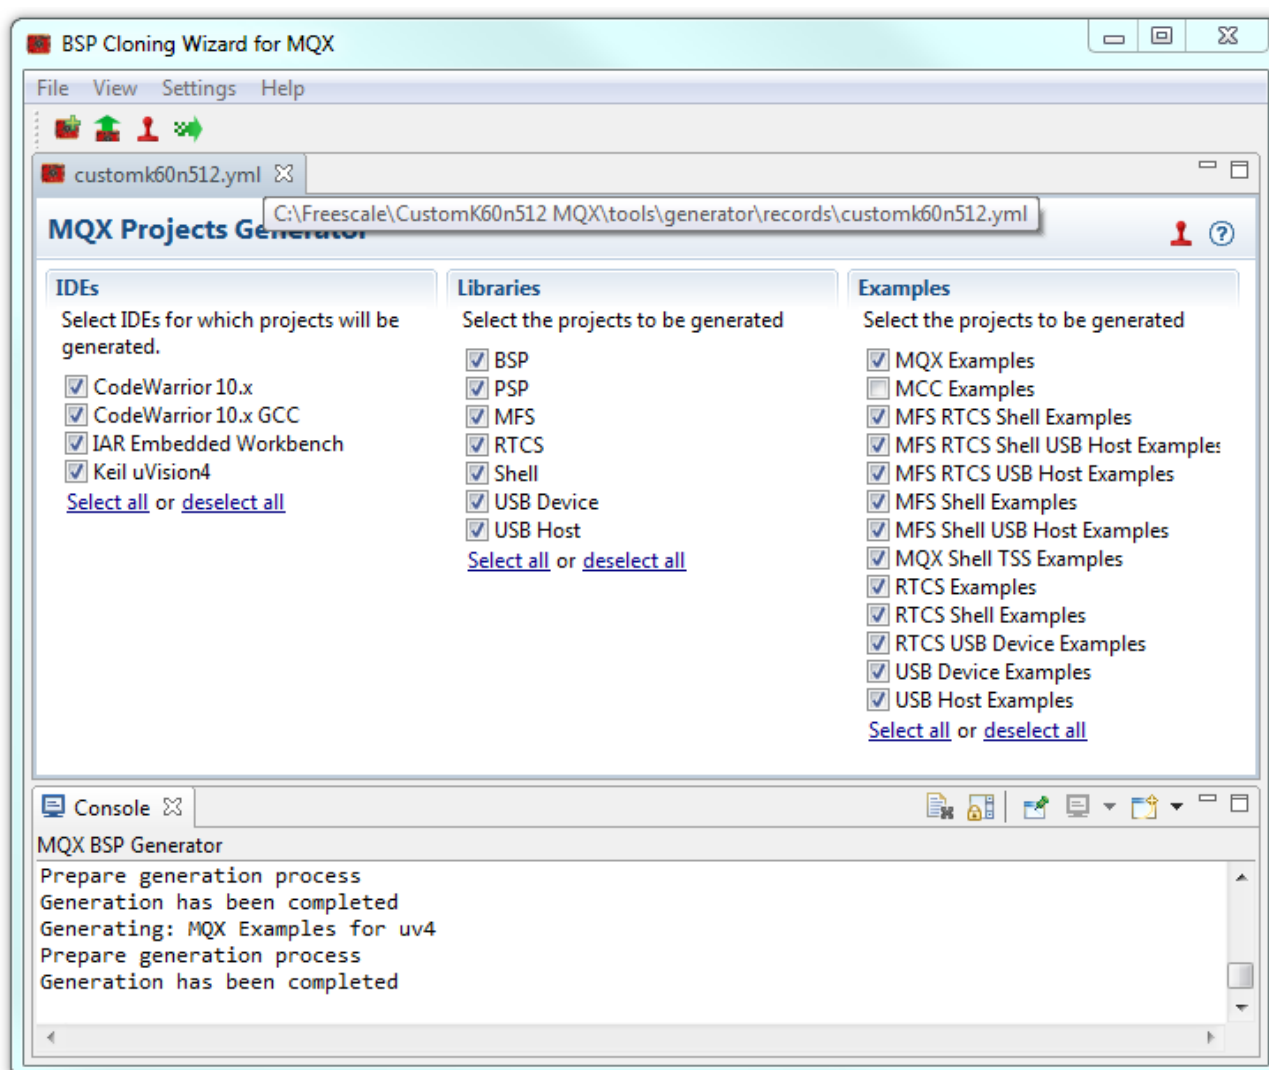 BSP Cloning Wizard for MQX
File View Settings Help
customk60n512.yml
C:\Freescale\CustomK60n512 MQX\tools\generator\records\customk60n512.yml
MQX Projects Generator
IDEs
Select IDEs for which projects will be
generated.
CodeWarrior 10.x
CodeWarrior 10.x GCC
IAR Embedded Workbench
Keil uVision4
Select all or deselect all
Libraries
Select the projects to be generated
BSP
PSP
MFS
RTCS
Shell
USB Device
USB Host
Select all or deselect all
Examples
Select the projects to be generated
MQX Examples
MCC Examples
MFS RTCS Shell Examples
MFS RTCS Shell USB Host Examples
MFS RTCS USB Host Examples
MFS Shell Examples
MFS Shell USB Host Examples
MQX Shell TSS Examples
RTCS Examples
RTCS Shell Examples
RTCS USB Device Examples
USB Device Examples
USB Host Examples
Select all or deselect all
Console
MQX BSP Generator
Prepare generation process
Generation has been completed
Generating: MQX Examples for uv4
Prepare generation process
Generation has been completed